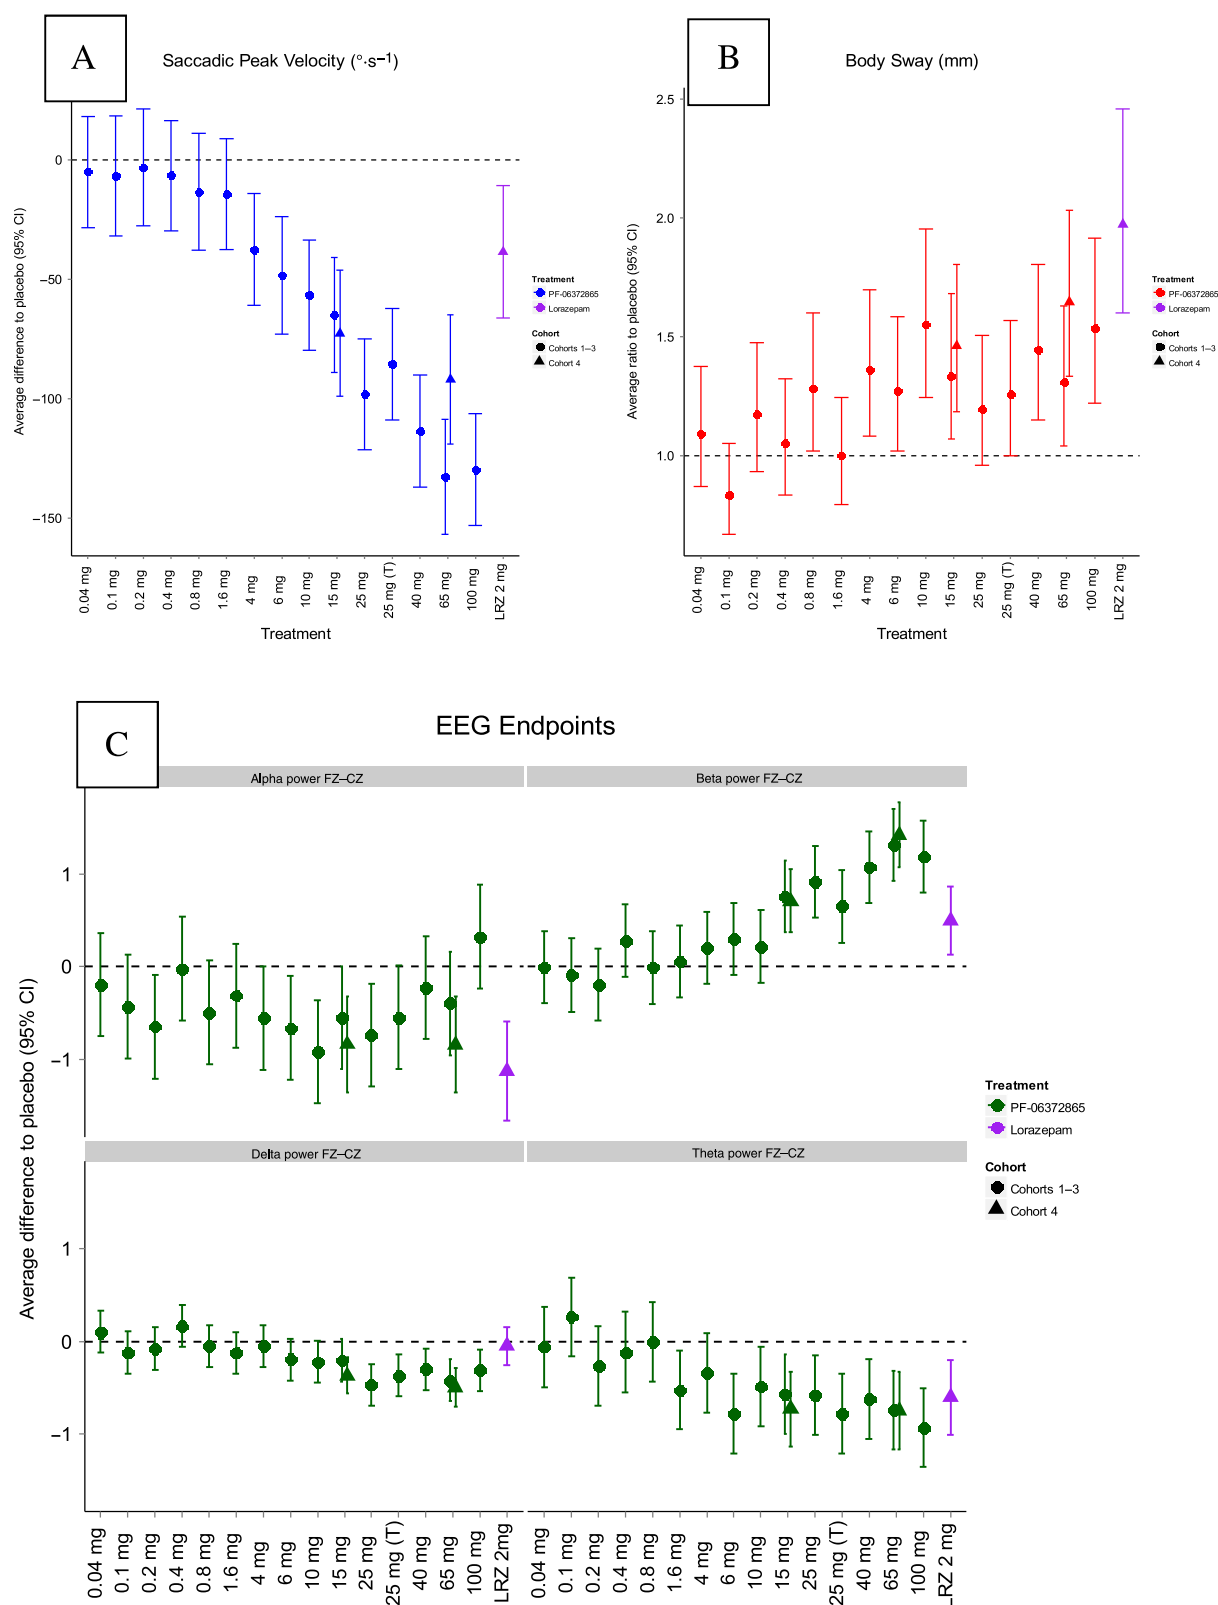 A
Saccadic Peak Velocity (°·s−1)
Average difference to placebo (95% CI)
0
−50
−100
−150
0.04 mg
0.1 mg
0.2 mg
0.4 mg
0.8 mg
1.6 mg
4 mg
6 mg
10 mg
15 mg
25 mg
25 mg (T)
40 mg
65 mg
100 mg
LRZ 2 mg
Treatment
Treatment
PF-06372865
Lorazepam
Cohort
Cohorts 1–3
Cohort 4
B
Body Sway (mm)
Average ratio to placebo (95% CI)
2.5
2.0
1.5
1.0
0.04 mg
0.1 mg
0.2 mg
0.4 mg
0.8 mg
1.6 mg
4 mg
6 mg
10 mg
15 mg
25 mg
25 mg (T)
40 mg
65 mg
100 mg
LRZ 2 mg
Treatment
Treatment
PF-06372865
Lorazepam
Cohort
Cohorts 1–3
Cohort 4
C
EEG Endpoints
Average difference to placebo (95% CI)
Alpha power FZ–CZ
Beta power FZ–CZ
1
0
−1
Delta power FZ–CZ
Theta power FZ–CZ
1
0
−1
0.04 mg
0.1 mg
0.2 mg
0.4 mg
0.8 mg
1.6 mg
4 mg
6 mg
10 mg
15 mg
25 mg
25 mg (T)
40 mg
65 mg
100 mg
LRZ 2mg
0.04 mg
0.1 mg
0.2 mg
0.4 mg
0.8 mg
1.6 mg
4 mg
6 mg
10 mg
15 mg
25 mg
25 mg (T)
40 mg
65 mg
100 mg
LRZ 2 mg
Treatment
PF-06372865
Lorazepam
Cohort
Cohorts 1–3
Cohort 4